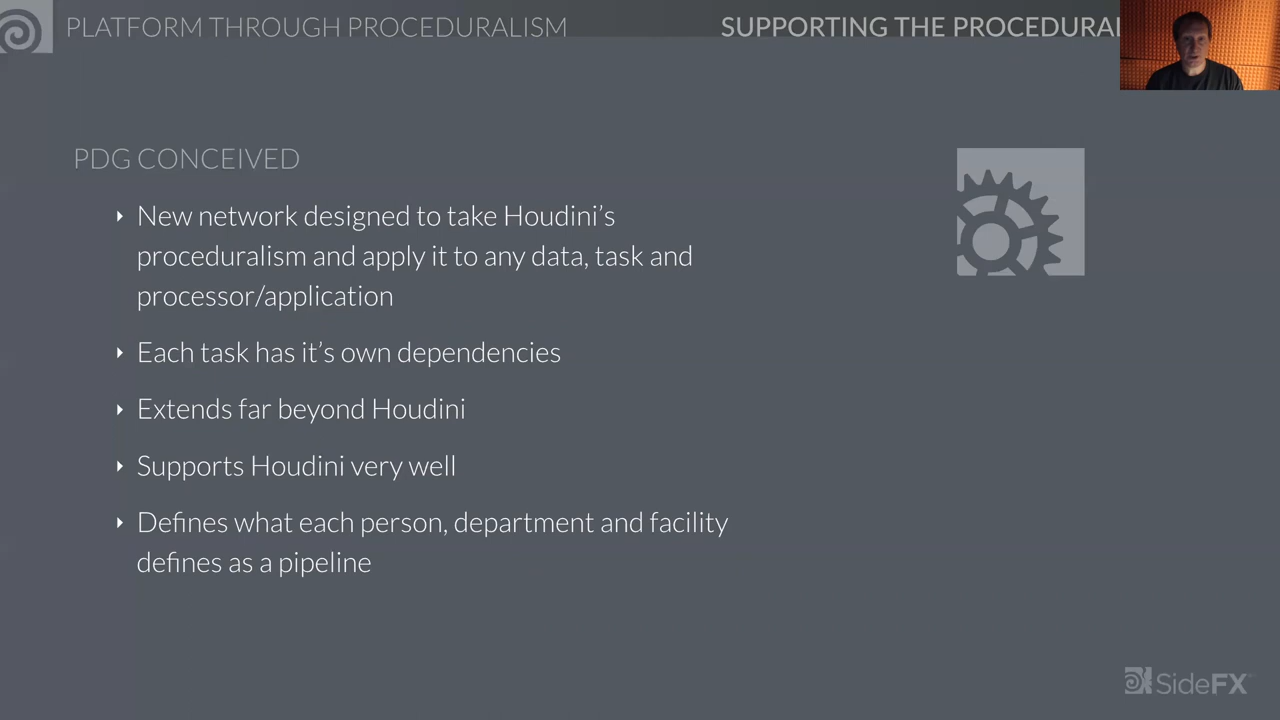 PLATFORM THROUGH PROCEDURALISM
SUPPORTING THE PROCEDURAL
PDG CONCEIVED
New network designed to take Houdini’s
proceduralism and apply it to any data, task and
processor/application
Each task has it’s own dependencies
Extends far beyond Houdini
Supports Houdini very well
Defines what each person, department and facility
defines as a pipeline
SideFX